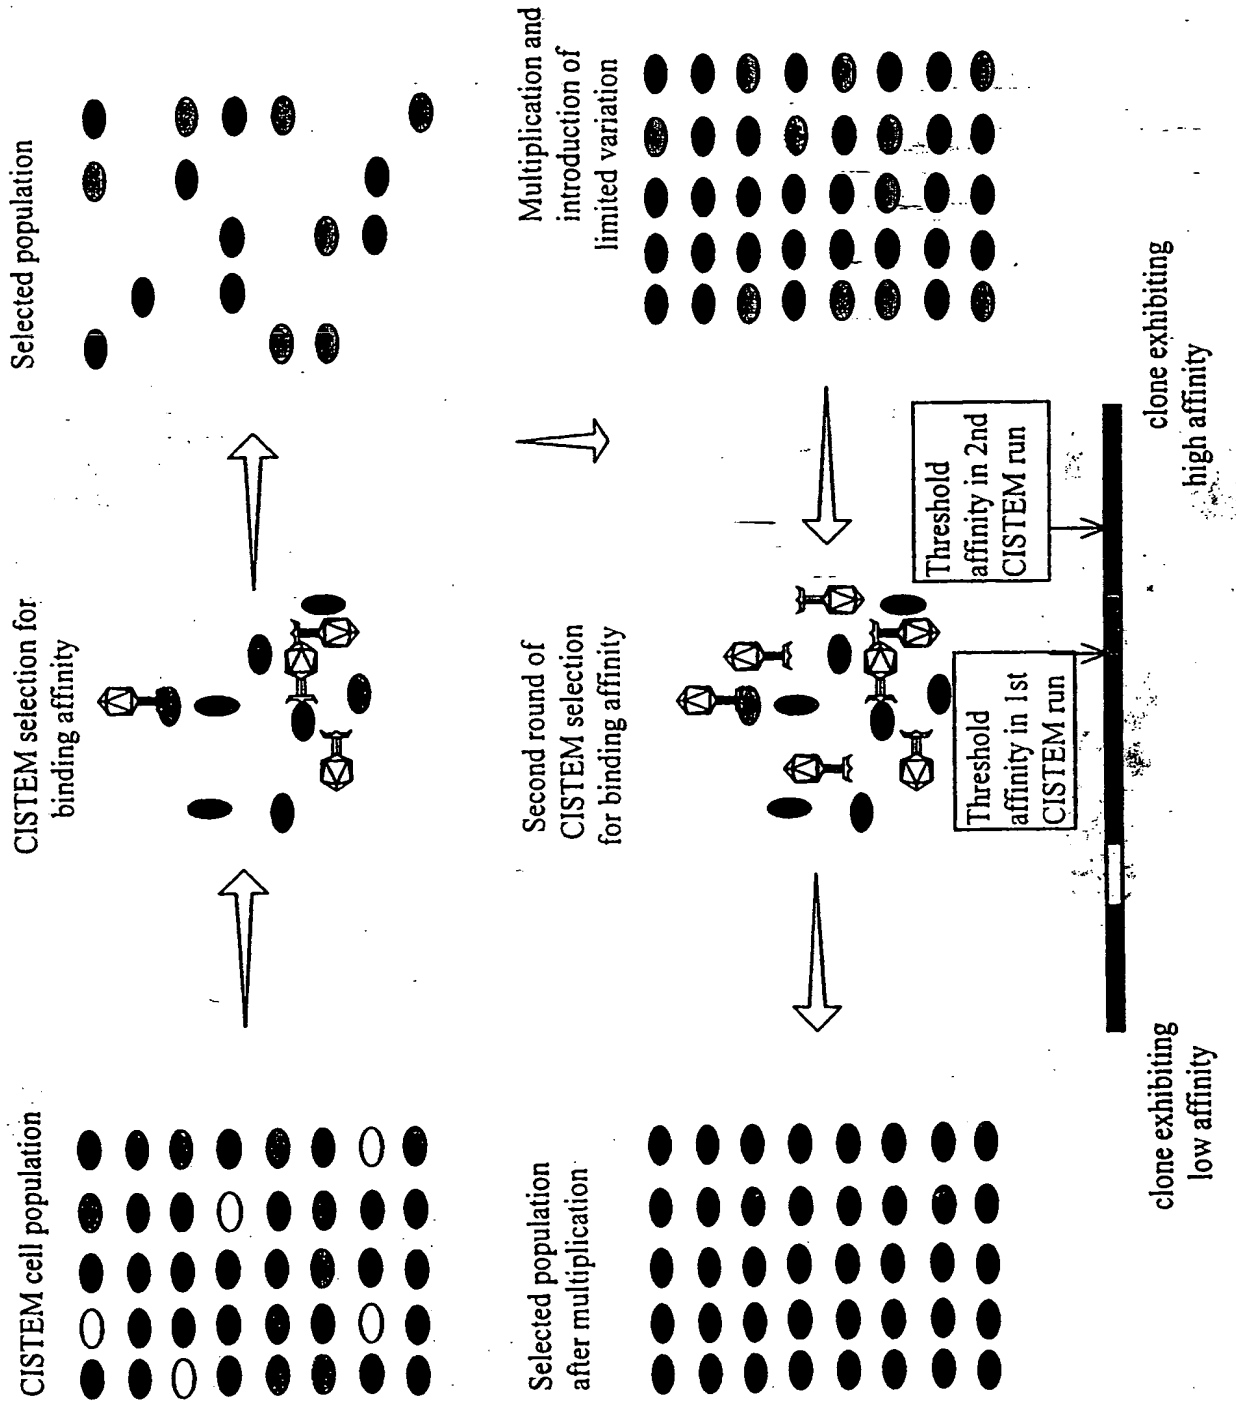 CISTEM cell population
CISTEM selection for
binding affinity
Selected population
Multiplication and
introduction of
limited variation
Second round of
CISTEM selection
for binding affinity
Selected population
after multiplication
Threshold
affinity in 1st
CISTEM run
Threshold
affinity in 2nd
CISTEM run
clone exhibiting
low affinity
clone exhibiting
high affinity